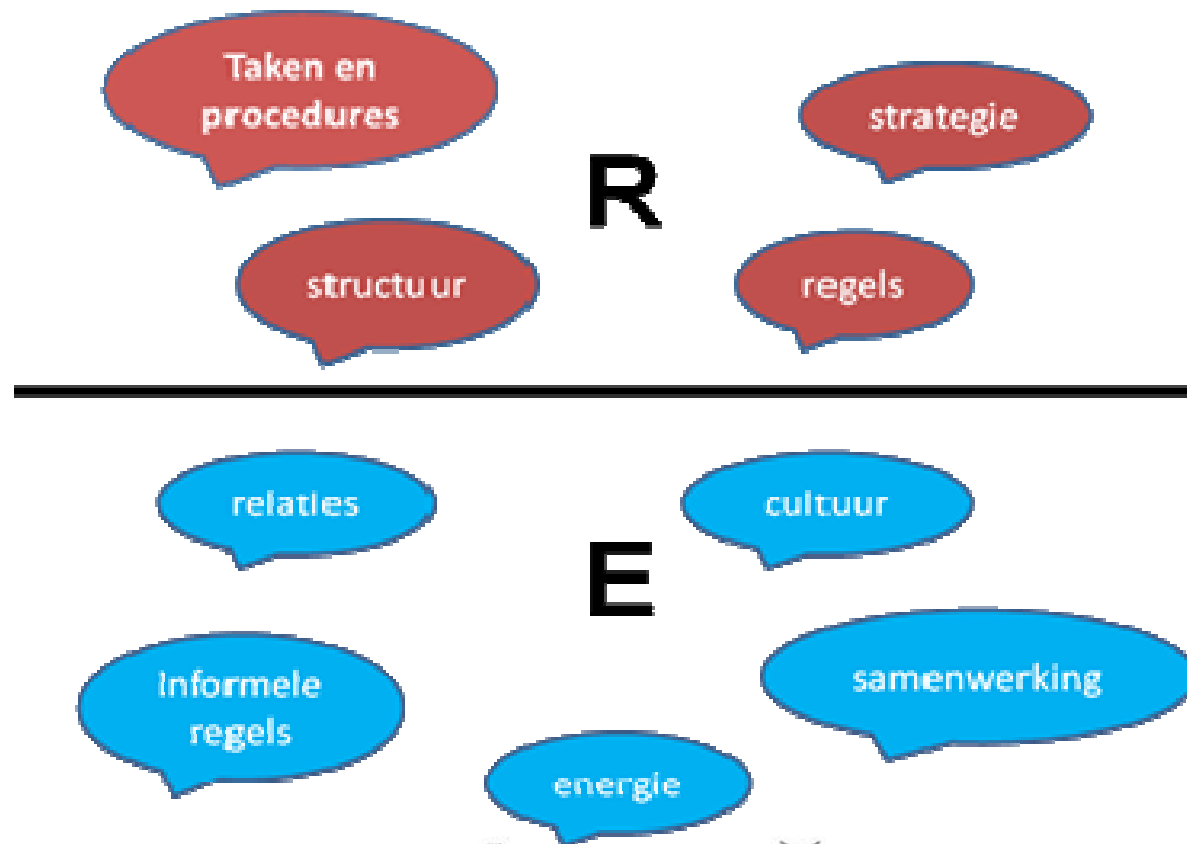 Taken en
procedures
strategie
R
structuur
regels
relaties
cultuur
E
Informele
regels
samenwerking
energie